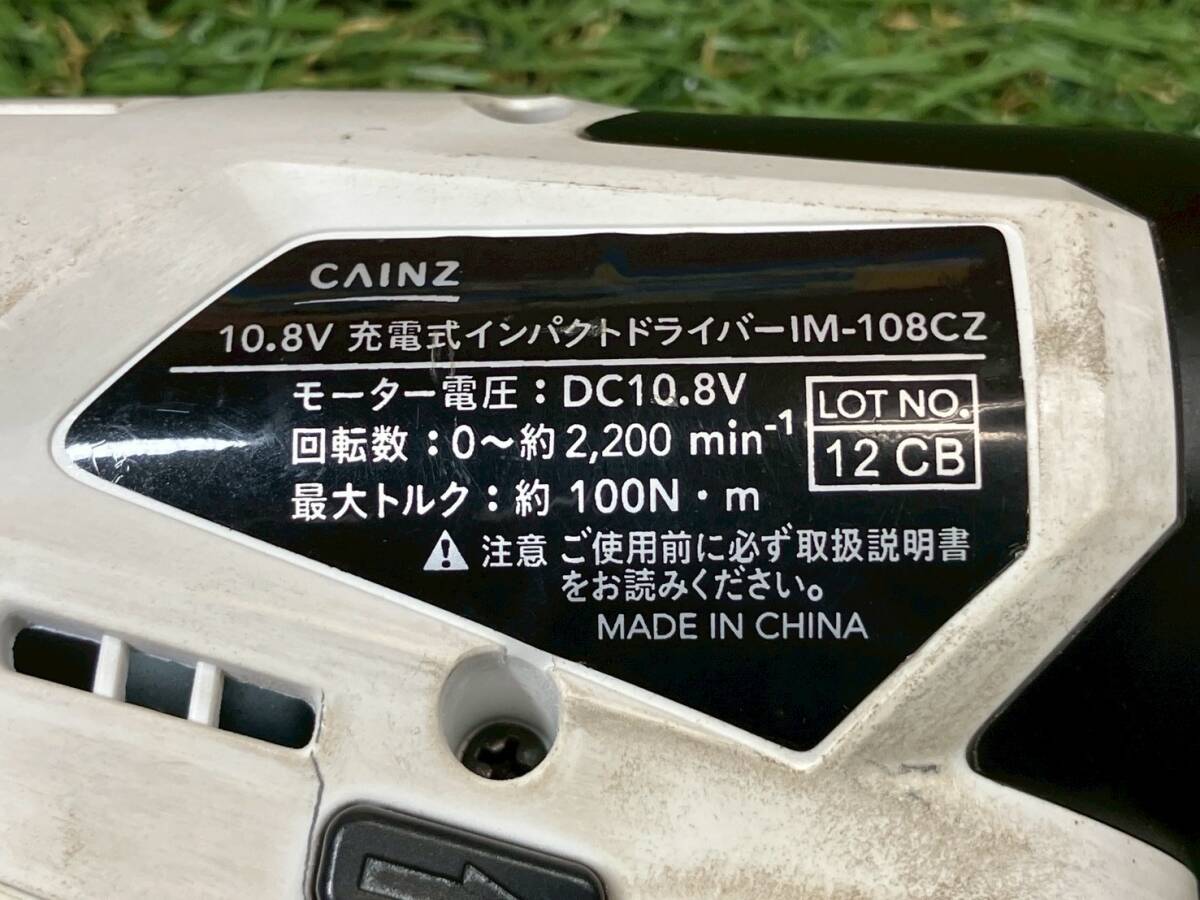 CAINZ
10.8V 充電式インパクトドライバーIM-108CZ
モーター電圧：DC10.8V
回転数：0～約2,200 min⁻¹
最大トルク：約 100N・m
LOT NO.
12 CB
注意 ご使用前に必ず取扱説明書
をお読みください。
MADE IN CHINA